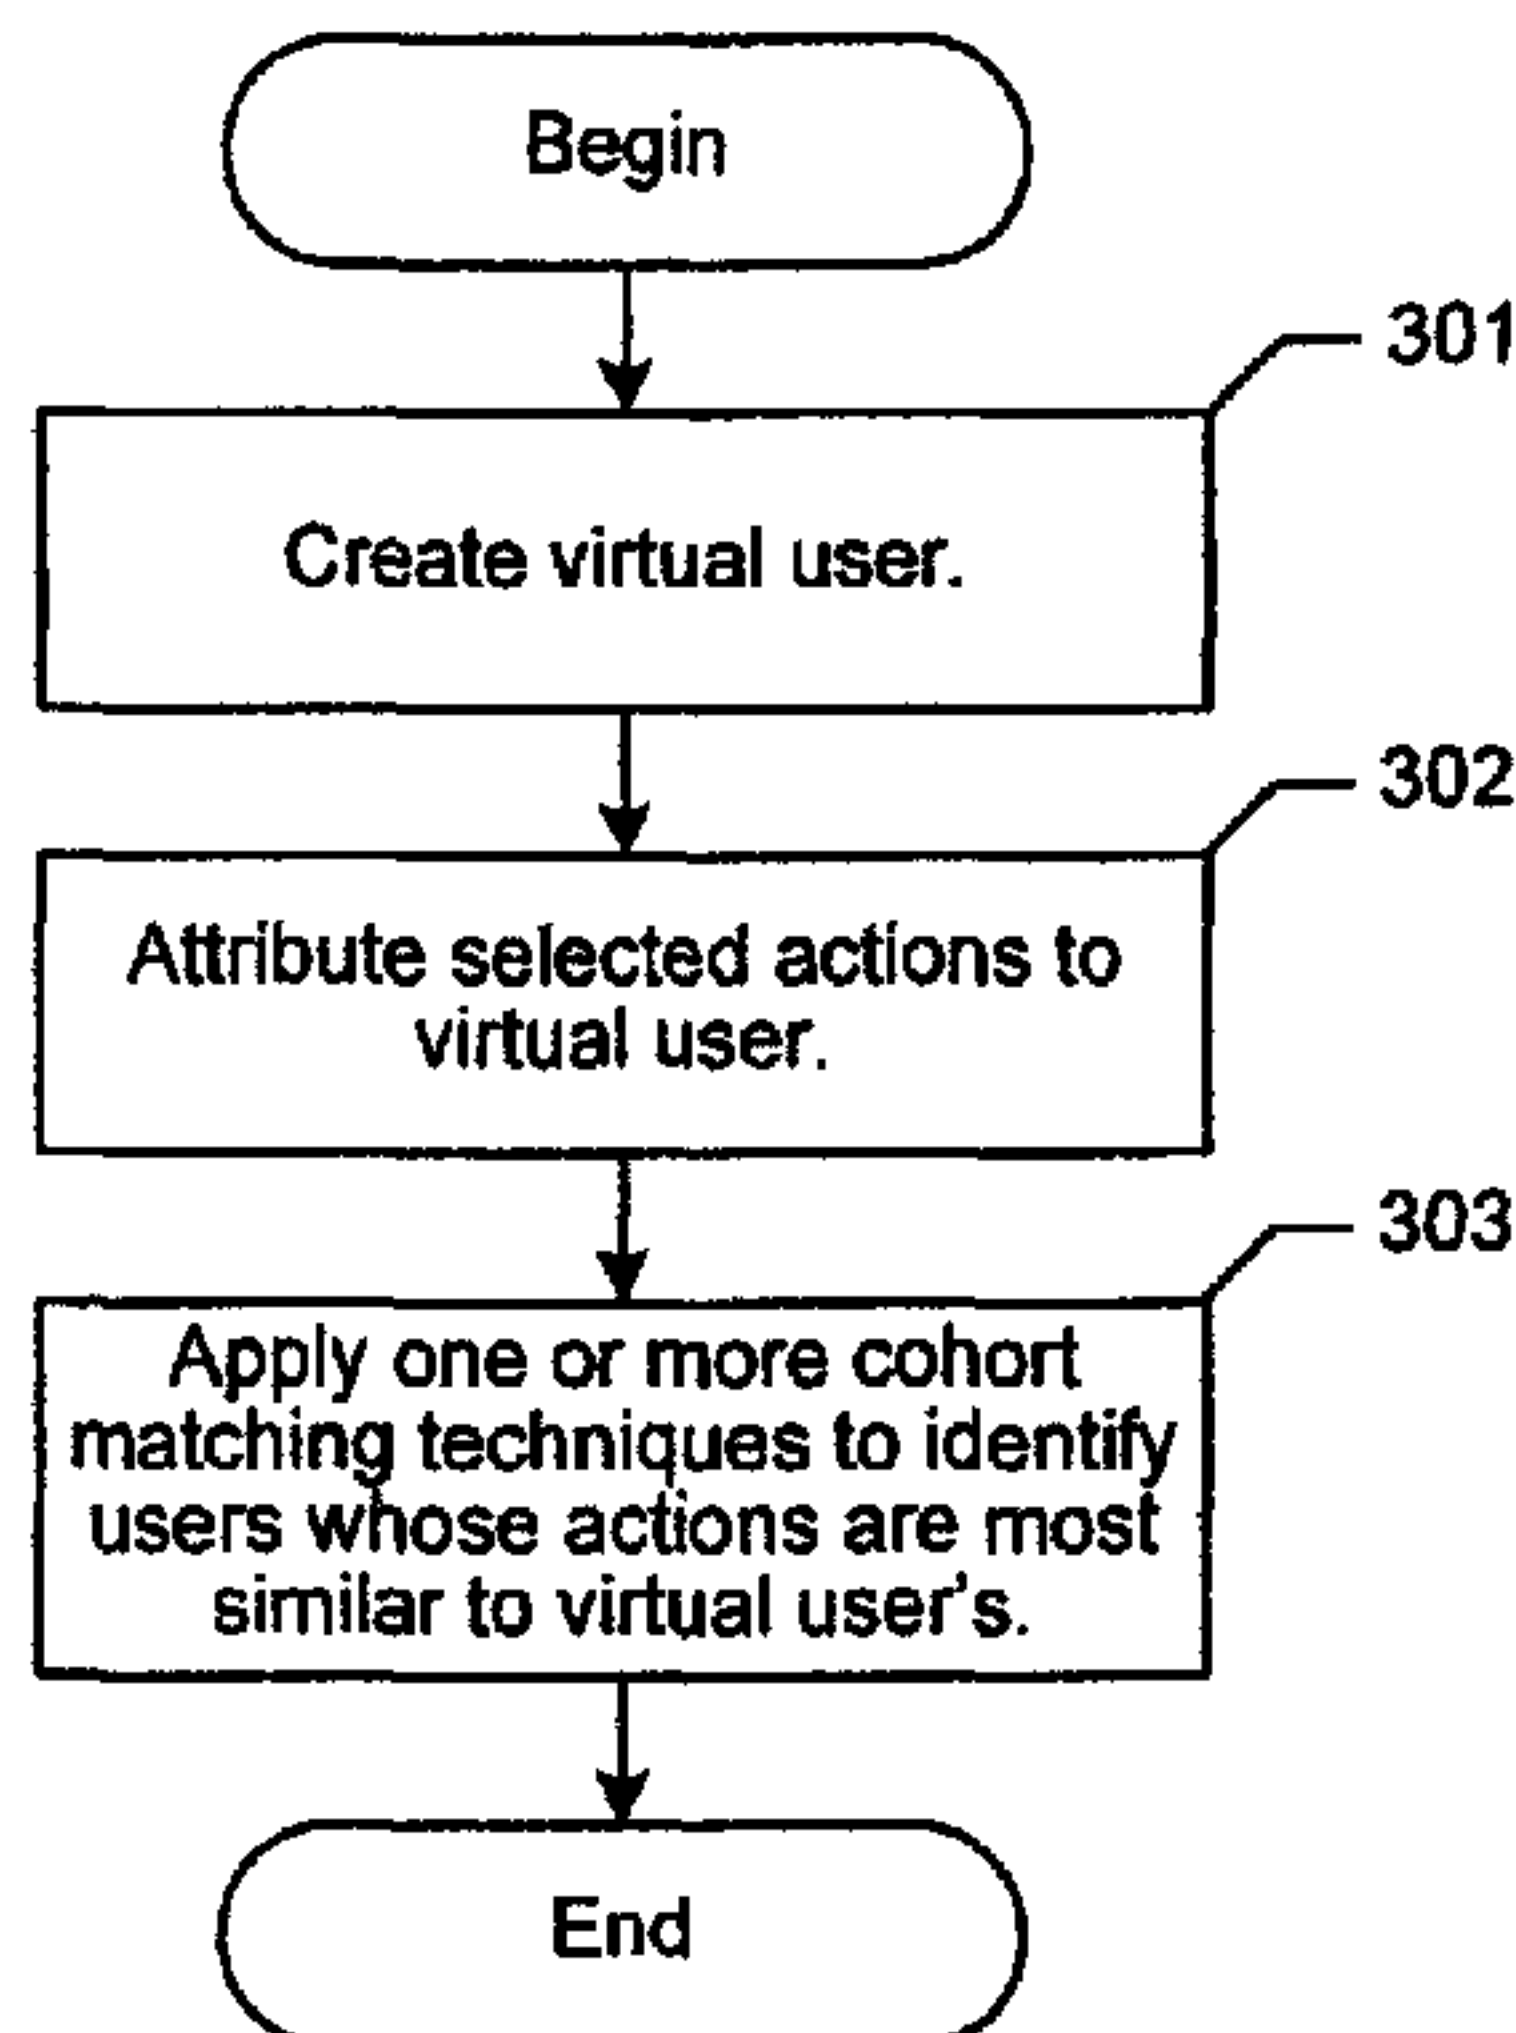 Begin
301
Create virtual user.
302
Attribute selected actions to
virtual user.
303
Apply one or more cohort
matching techniques to identify
users whose actions are most
similar to virtual user's.
End